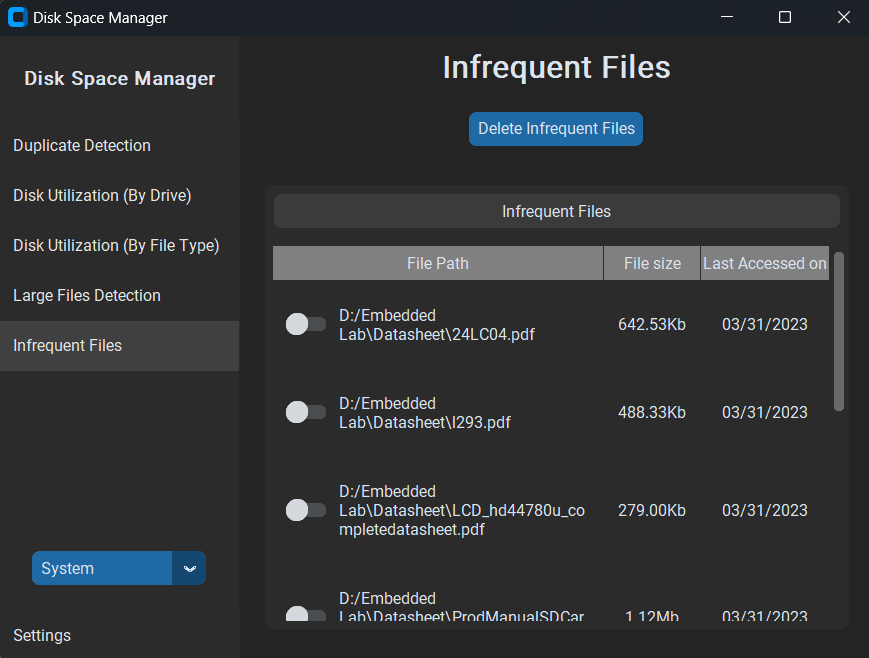 Disk Space Manager
Disk Space Manager
Duplicate Detection
Disk Utilization (By Drive)
Disk Utilization (By File Type)
Large Files Detection
Infrequent Files
System
Settings
Infrequent Files
Delete Infrequent Files
Infrequent Files
File Path File size Last Accessed on
D:/Embedded
Lab\Datasheet\24LC04.pdf 642.53Kb 03/31/2023
D:/Embedded
Lab\Datasheet\l293.pdf 488.33Kb 03/31/2023
D:/Embedded
Lab\Datasheet\LCD_hd44780u_co 279.00Kb 03/31/2023
mpletedatasheet.pdf
D:/Embedded
Lab\Datasheet\ProdManualSDCar 1.12Mb 03/31/2023